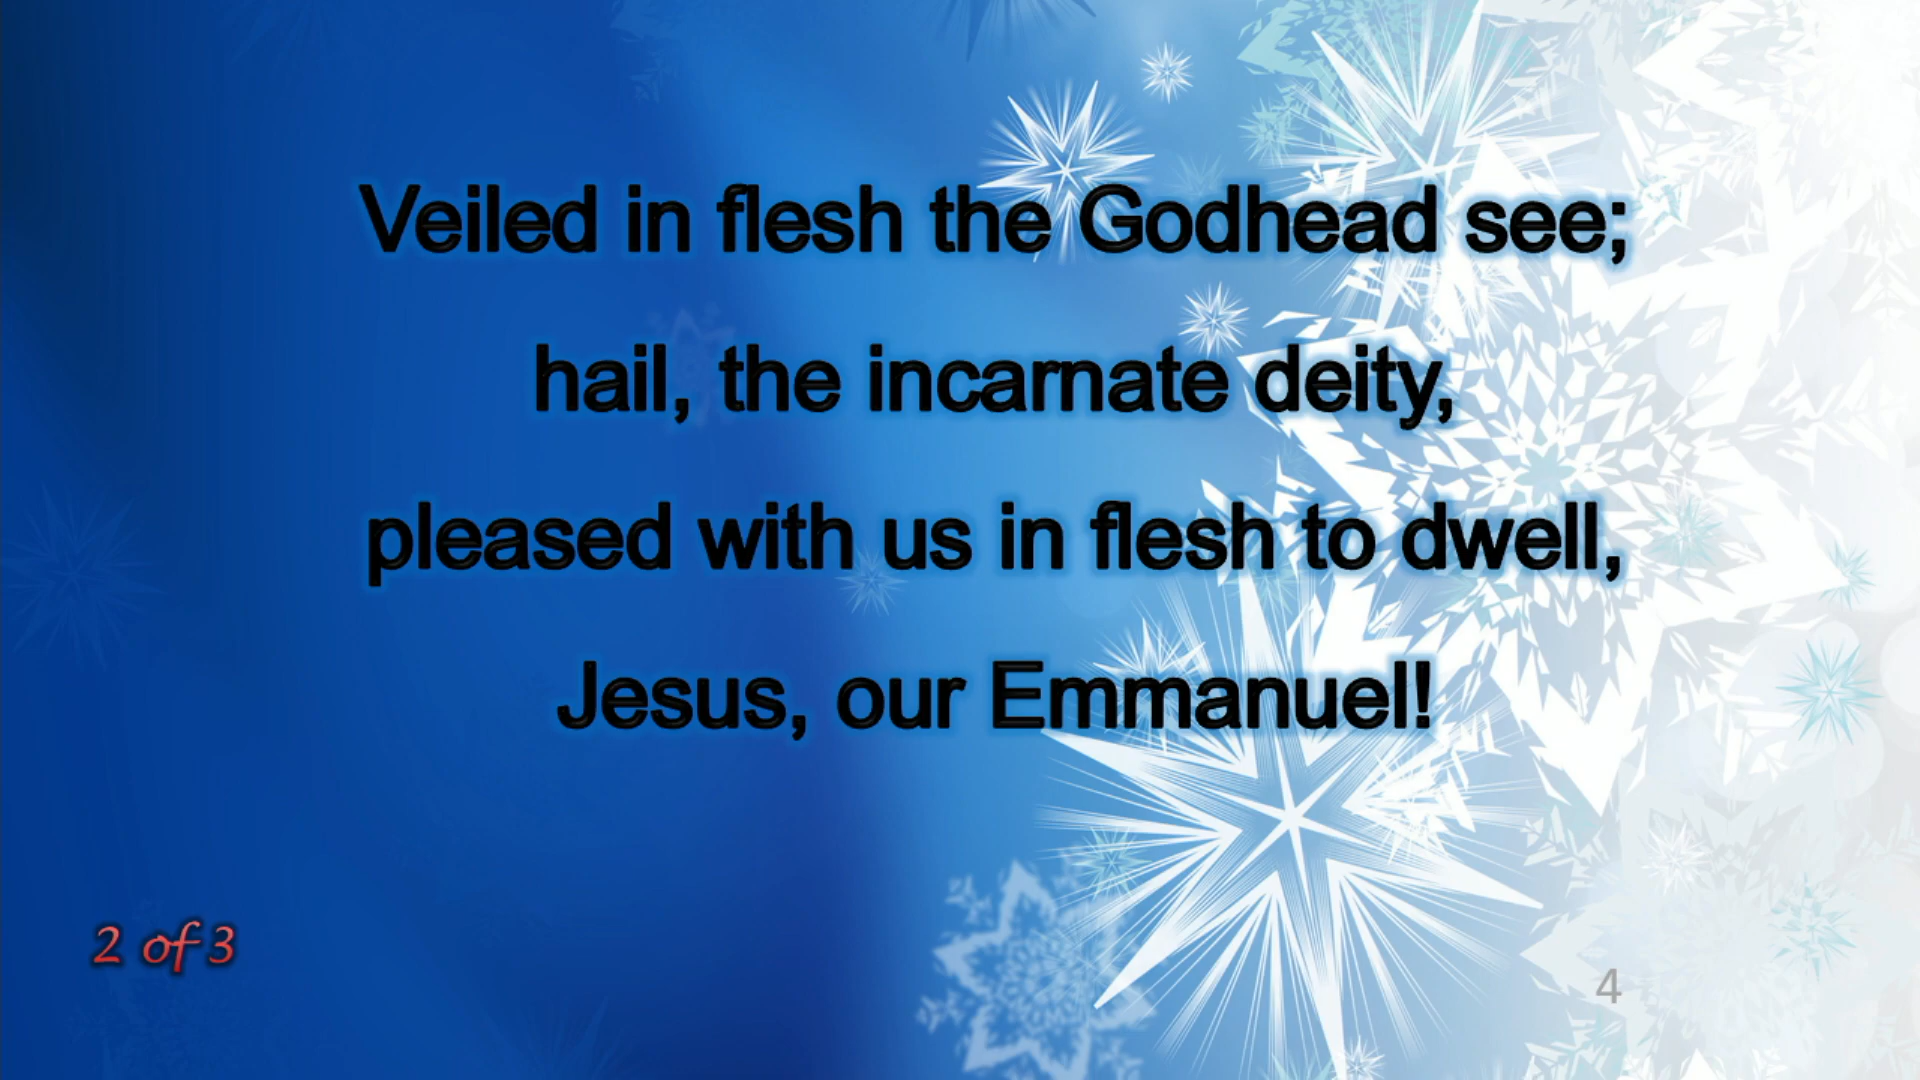 Veiled in flesh the Godhead see;
hail, the incarnate deity,
pleased with us in flesh to dwell,
Jesus, our Emmanuel!
2 of 3
4